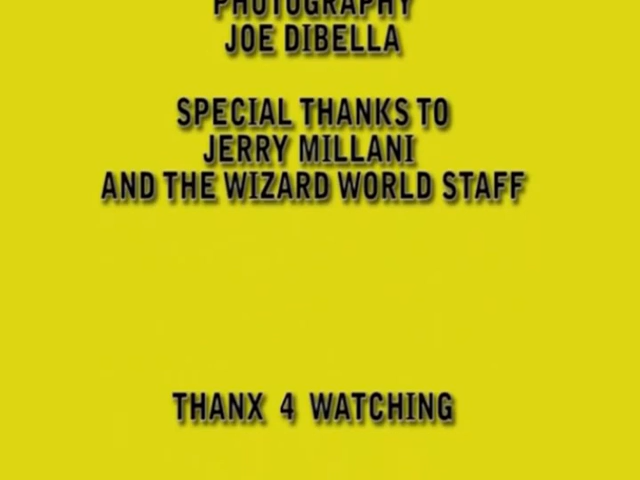 PHOTOGRAPHY
JOE DIBELLA
SPECIAL THANKS TO
JERRY MILLANI
AND THE WIZARD WORLD STAFF
THANX 4 WATCHING